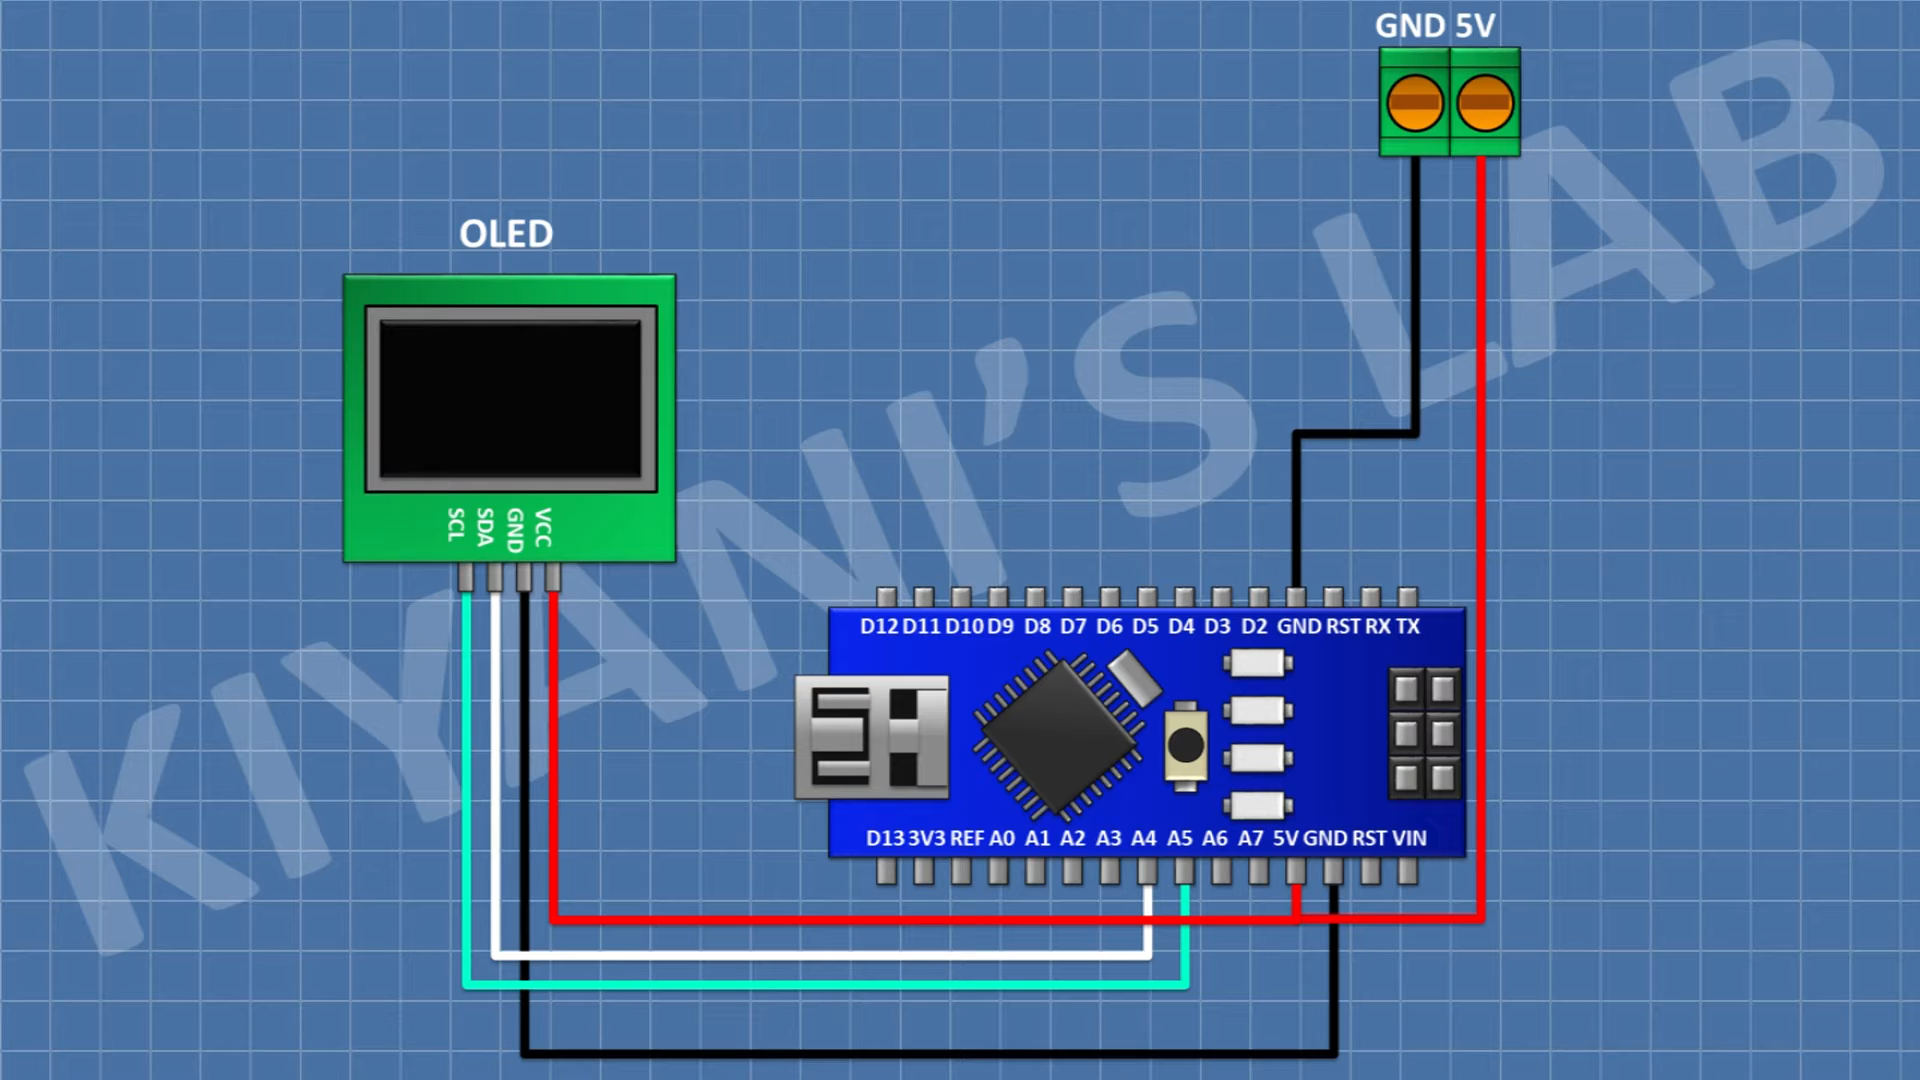 GND 5V
OLED
SCL SDA GND VCC
D12 D11 D10 D9 D8 D7 D6 D5 D4 D3 D2 GND RST RX TX
D13 3V3 REF A0 A1 A2 A3 A4 A5 A6 A7 5V GND RST VIN
KIYANI'S LAB